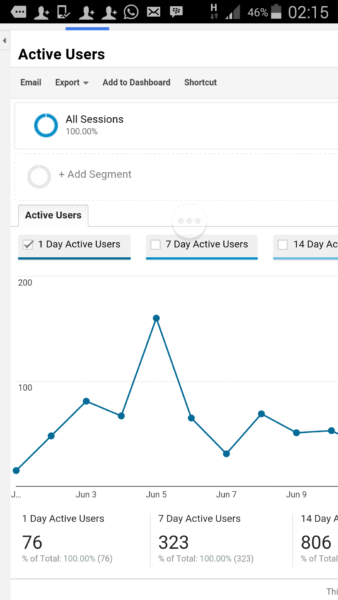 H 46% 02:15
Active Users
Email Export Add to Dashboard Shortcut
All Sessions
100.00%
+ Add Segment
Active Users
1 Day Active Users 7 Day Active Users 14 Day Ac
200
100
J... Jun 3 Jun 5 Jun 7 Jun 9
1 Day Active Users 7 Day Active Users 14 Day A
76 323 806
% of Total: 100.00% (76) % of Total: 100.00% (323) % of Total
Thi